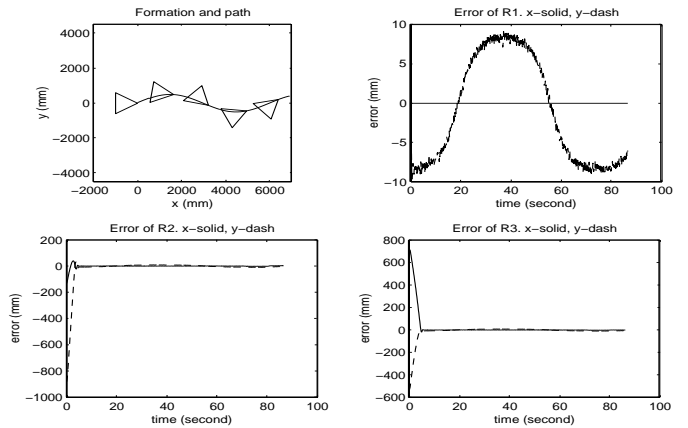 Formation and path
4000
2000
0
−2000
−4000
y (mm)
−2000 0 2000 4000 6000
x (mm)
Error of R1. x-solid, y-dash
10
5
0
−5
−10
error (mm)
0 20 40 60 80 100
time (second)
Error of R2. x-solid, y-dash
200
0
−200
−400
−600
−800
−1000
error (mm)
0 20 40 60 80 100
time (second)
Error of R3. x-solid, y-dash
800
600
400
200
0
−200
−400
−600
error (mm)
0 20 40 60 80 100
time (second)